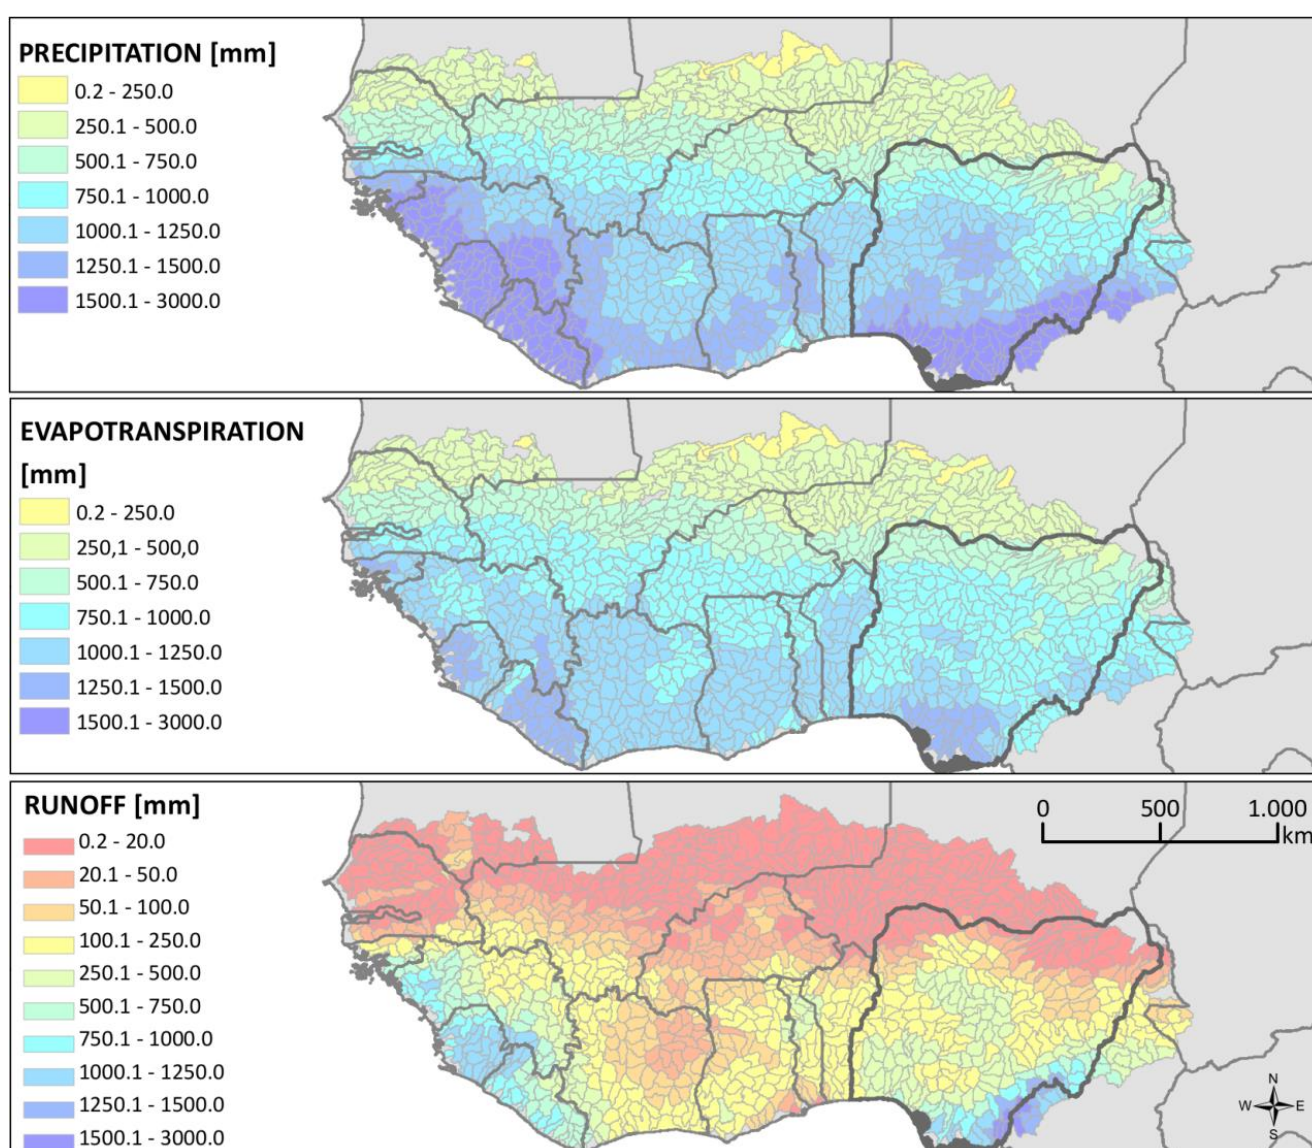 PRECIPITATION [mm]
0.2 - 250.0
250.1 - 500.0
500.1 - 750.0
750.1 - 1000.0
1000.1 - 1250.0
1250.1 - 1500.0
1500.1 - 3000.0
EVAPOTRANSPIRATION
[mm]
0.2 - 250.0
250,1 - 500,0
500.1 - 750.0
750.1 - 1000.0
1000.1 - 1250.0
1250.1 - 1500.0
1500.1 - 3000.0
RUNOFF [mm]
0.2 - 20.0
20.1 - 50.0
50.1 - 100.0
100.1 - 250.0
250.1 - 500.0
500.1 - 750.0
750.1 - 1000.0
1000.1 - 1250.0
1250.1 - 1500.0
1500.1 - 3000.0
0 500 1.000
km
N
W E
S